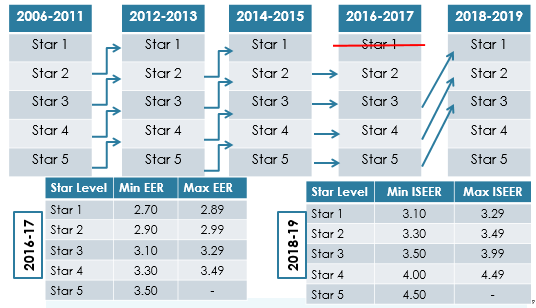 2006-2011 2012-2013 2014-2015 2016-2017 2018-2019
Star 1 Star 1 Star 1 Star 1 Star 1
Star 2 Star 2 Star 2 Star 2 Star 2
Star 3 Star 3 Star 3 Star 3 Star 3
Star 4 Star 4 Star 4 Star 4 Star 4
Star 5 Star 5 Star 5 Star 5 Star 5
2016-17
Star Level Min EER Max EER
Star 1 2.70 2.89
Star 2 2.90 2.99
Star 3 3.10 3.29
Star 4 3.30 3.49
Star 5 3.50 -
2018-19
Star Level Min ISEER Max ISEER
Star 1 3.10 3.29
Star 2 3.30 3.49
Star 3 3.50 3.99
Star 4 4.00 4.49
Star 5 4.50 -